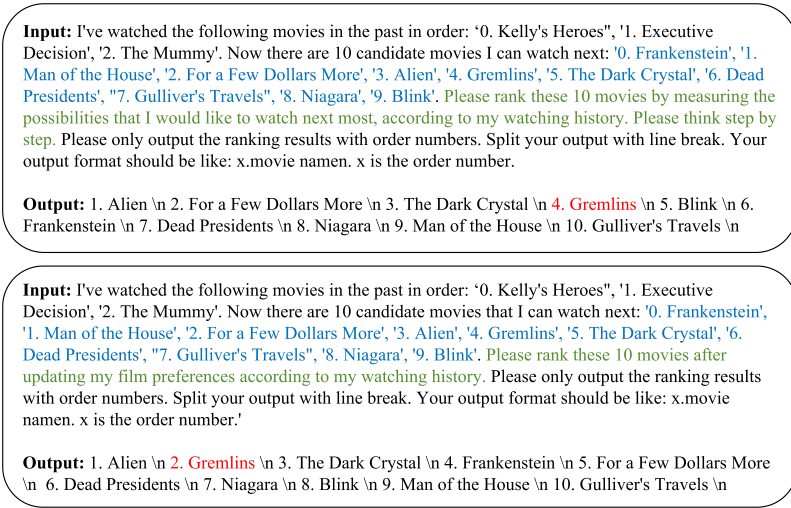 Input: I've watched the following movies in the past in order: ‘0. Kelly's Heroes", '1. Executive
Decision', '2. The Mummy'. Now there are 10 candidate movies I can watch next: '0. Frankenstein', '1.
Man of the House', '2. For a Few Dollars More', '3. Alien', '4. Gremlins', '5. The Dark Crystal', '6. Dead
Presidents', "7. Gulliver's Travels", '8. Niagara', '9. Blink'. Please rank these 10 movies by measuring the
possibilities that I would like to watch next most, according to my watching history. Please think step by
step. Please only output the ranking results with order numbers. Split your output with line break. Your
output format should be like: x.movie namen. x is the order number.
Output: 1. Alien \n 2. For a Few Dollars More \n 3. The Dark Crystal \n 4. Gremlins \n 5. Blink \n 6.
Frankenstein \n 7. Dead Presidents \n 8. Niagara \n 9. Man of the House \n 10. Gulliver's Travels \n
Input: I've watched the following movies in the past in order: ‘0. Kelly's Heroes", '1. Executive
Decision', '2. The Mummy'. Now there are 10 candidate movies that I can watch next: '0. Frankenstein',
'1. Man of the House', '2. For a Few Dollars More', '3. Alien', '4. Gremlins', '5. The Dark Crystal', '6.
Dead Presidents', "7. Gulliver's Travels", '8. Niagara', '9. Blink'. Please rank these 10 movies after
updating my film preferences according to my watching history. Please only output the ranking results
with order numbers. Split your output with line break. Your output format should be like: x.movie
namen. x is the order number.'
Output: 1. Alien \n 2. Gremlins \n 3. The Dark Crystal \n 4. Frankenstein \n 5. For a Few Dollars More
\n 6. Dead Presidents \n 7. Niagara \n 8. Blink \n 9. Man of the House \n 10. Gulliver's Travels \n